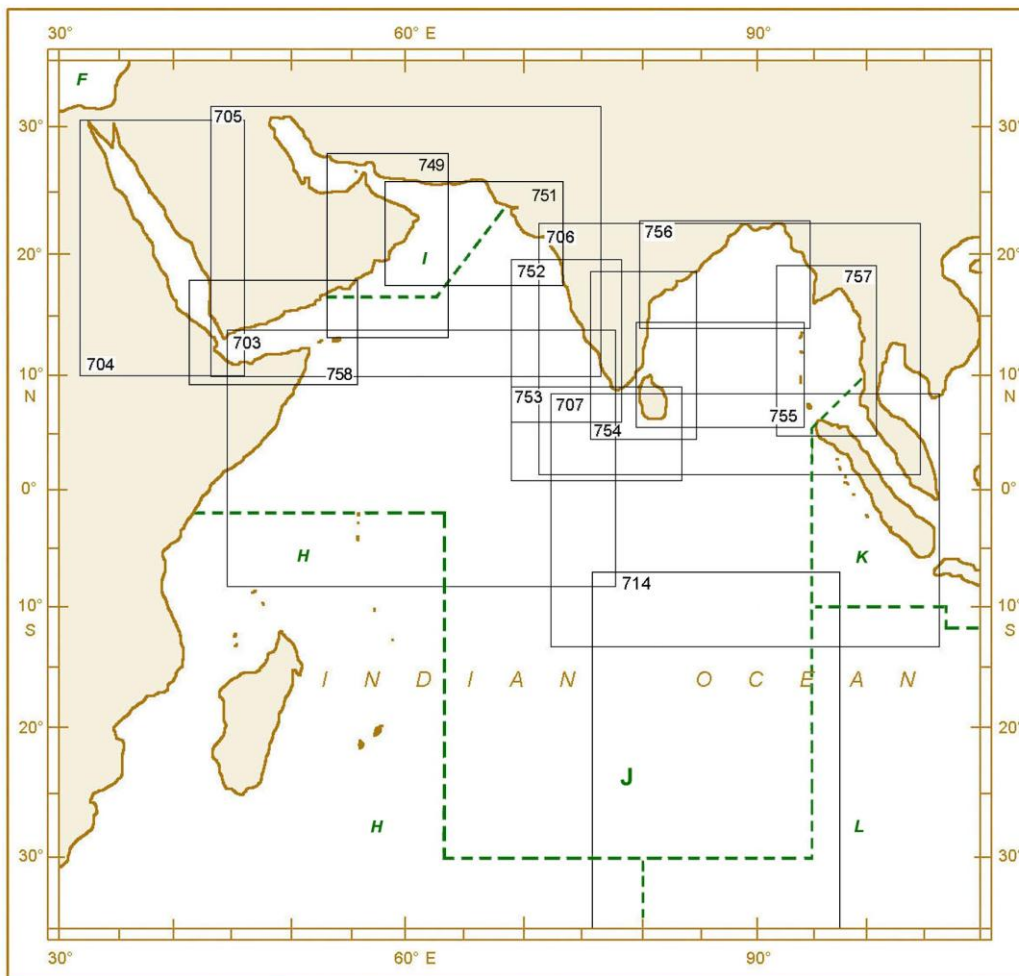 30° 60° E 90°
F
30° 705 30°
749
751
20° I 706 756 20°
752 757
703
704 758
10° 753 707 755 10°
N 754 N
0° 0°
H K
714
10° 10°
S S
I N D I A N O C E A N
20° 20°
J
H L
30° 30°
30° 60° 90°